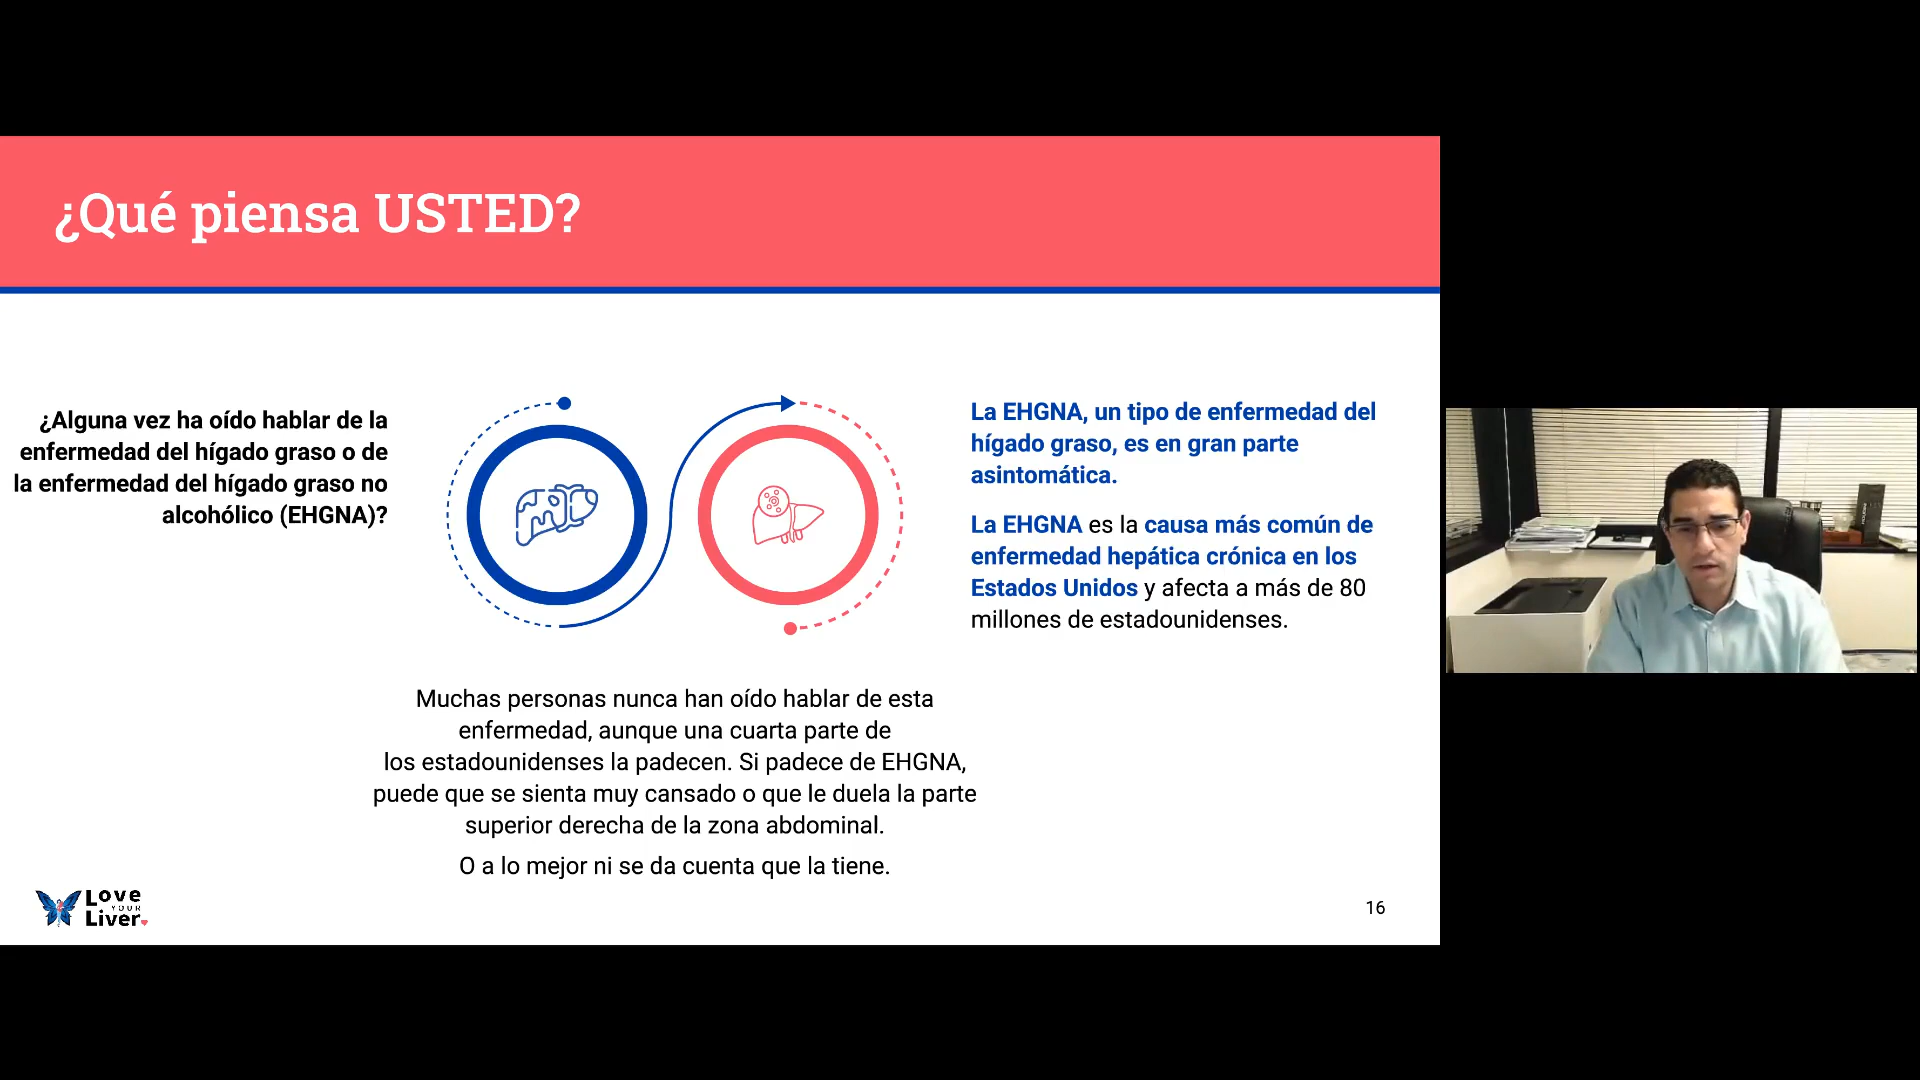 ¿Qué piensa USTED?
¿Alguna vez ha oído hablar de la
enfermedad del hígado graso o de
la enfermedad del hígado graso no
alcohólico (EHGNA)?
La EHGNA, un tipo de enfermedad del
hígado graso, es en gran parte
asintomática.
La EHGNA es la causa más común de
enfermedad hepática crónica en los
Estados Unidos y afecta a más de 80
millones de estadounidenses.
Muchas personas nunca han oído hablar de esta
enfermedad, aunque una cuarta parte de
los estadounidenses la padecen. Si padece de EHGNA,
puede que se sienta muy cansado o que le duela la parte
superior derecha de la zona abdominal.
O a lo mejor ni se da cuenta que la tiene.
Love
YOUR
Liver
16